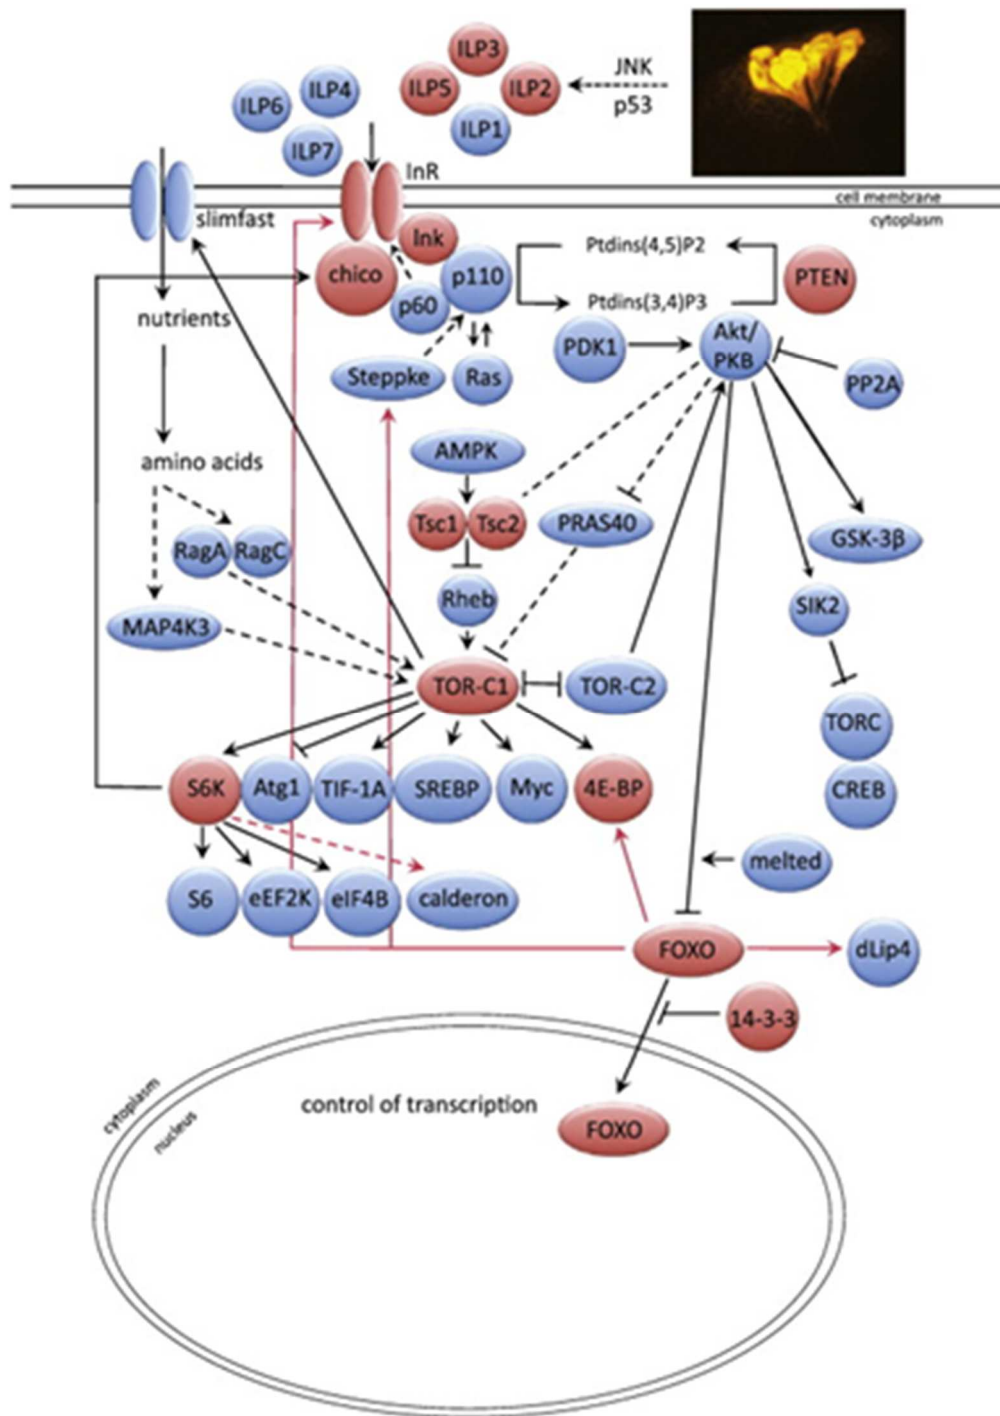 ILP3
JNK
ILP6
ILP4
ILP5
ILP2
p53
ILP7
ILP1
InR
cell membrane
slimfast
cytoplasm
lnk
Ptdins(4,5)P2
chico
p110
PTEN
p60
Ptdins(3,4)P3
nutrients
PDK1
Akt/
PKB
Steppke
Ras
PP2A
AMPK
amino acids
Tsc1
Tsc2
PRAS40
RagA
RagC
GSK-3β
Rheb
SIK2
MAP4K3
TOR-C1
TOR-C2
TORC
S6K
Atg1
TIF-1A
SREBP
Myc
4E-BP
CREB
melted
S6
eEF2K
eIF4B
calderon
FOXO
dLip4
14-3-3
cytoplasm
nucleus
control of transcription
FOXO